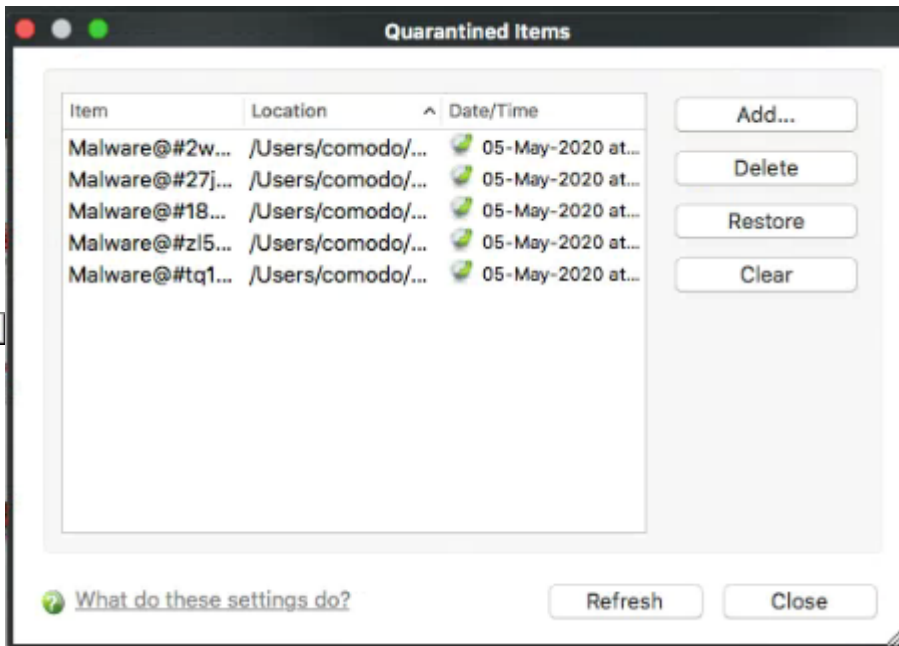 Quarantined Items
Item Location Date/Time
Malware@#2w... /Users/comodo/... 05-May-2020 at...
Malware@#27j... /Users/comodo/... 05-May-2020 at...
Malware@#18... /Users/comodo/... 05-May-2020 at...
Malware@#zl5... /Users/comodo/... 05-May-2020 at...
Malware@#tq1... /Users/comodo/... 05-May-2020 at...
Add...
Delete
Restore
Clear
What do these settings do?
Refresh
Close